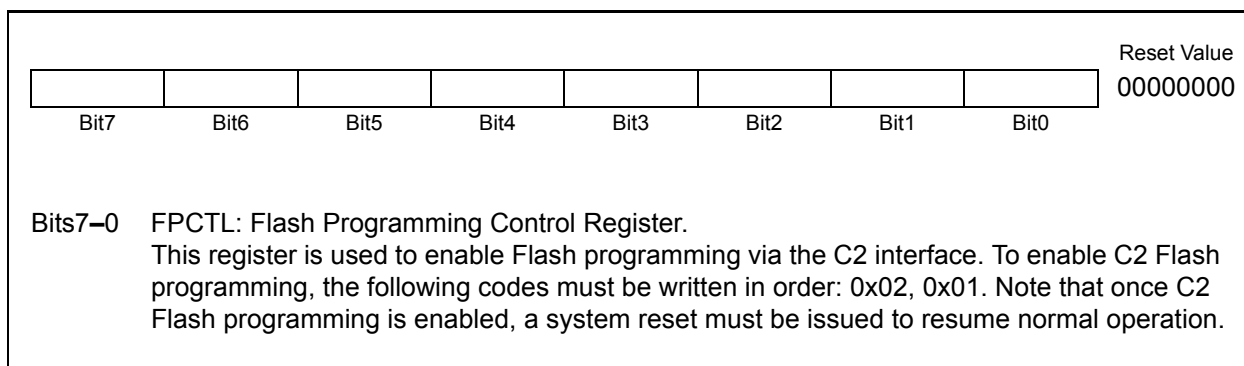 Reset Value
00000000
Bit7 Bit6 Bit5 Bit4 Bit3 Bit2 Bit1 Bit0
Bits7–0 FPCTL: Flash Programming Control Register.
This register is used to enable Flash programming via the C2 interface. To enable C2 Flash
programming, the following codes must be written in order: 0x02, 0x01. Note that once C2
Flash programming is enabled, a system reset must be issued to resume normal operation.